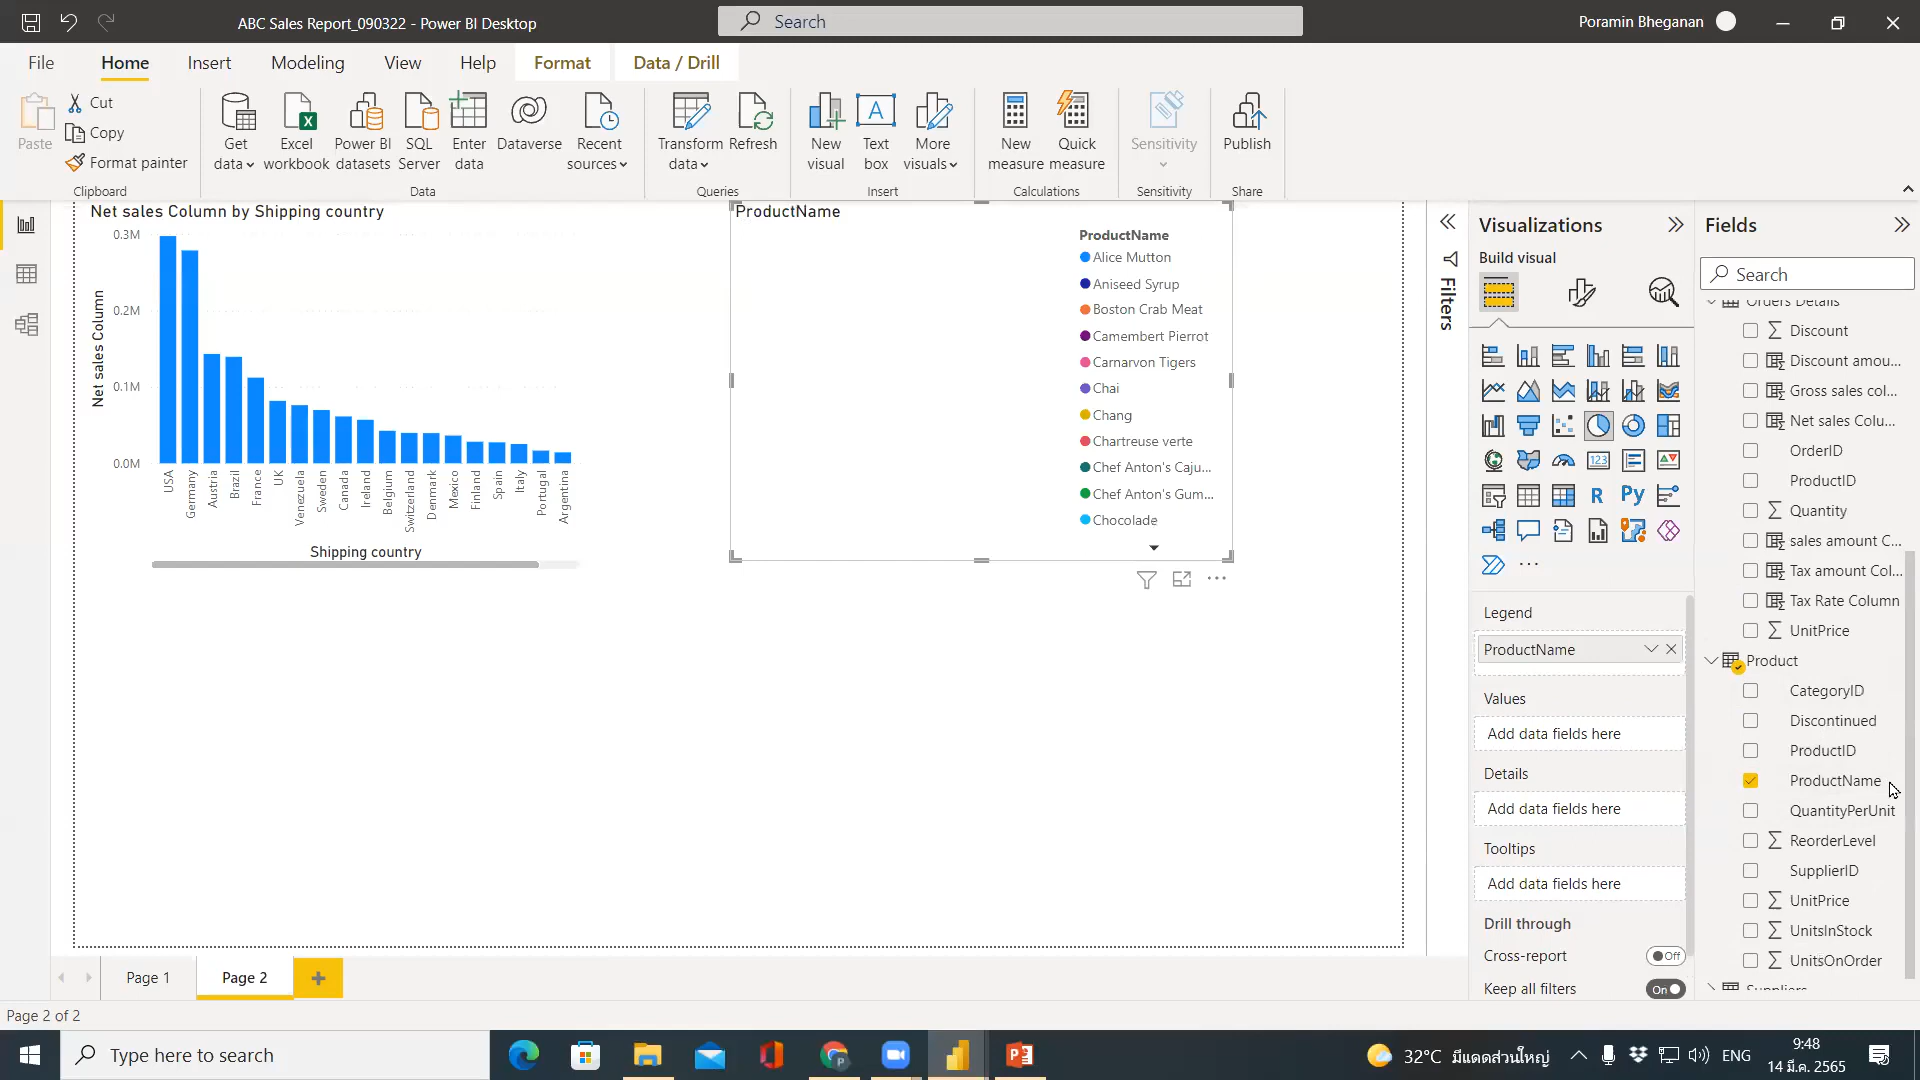 ABC Sales Report_090322 - Power BI Desktop
Search
Poramin Bheganan
File
Home
Insert
Modeling
View
Help
Format
Data / Drill
Paste
Cut
Copy
Format painter
Clipboard
Get data
Excel workbook
Power BI datasets
SQL Server
Enter data
Dataverse
Recent sources
Data
Transform data
Refresh
Queries
New visual
Text box
More visuals
Insert
New measure
Quick measure
Calculations
Sensitivity
Sensitivity
Publish
Share
Net sales Column by Shipping country
Net sales Column
0.3M
0.2M
0.1M
0.0M
USA
Germany
Austria
Brazil
France
UK
Venezuela
Sweden
Canada
Ireland
Belgium
Switzerland
Denmark
Mexico
Finland
Spain
Italy
Portugal
Argentina
Shipping country
ProductName
ProductName
Alice Mutton
Aniseed Syrup
Boston Crab Meat
Camembert Pierrot
Carnarvon Tigers
Chai
Chang
Chartreuse verte
Chef Anton's Caju...
Chef Anton's Gum...
Chocolade
Filters
Visualizations
Build visual
R
Py
123
Legend
ProductName
Values
Add data fields here
Details
Add data fields here
Tooltips
Add data fields here
Drill through
Cross-report
Off
Keep all filters
On
Fields
Search
Orders Details
Discount
Discount amou...
Gross sales col...
Net sales Colu...
OrderID
ProductID
Quantity
sales amount C...
Tax amount Col...
Tax Rate Column
UnitPrice
Product
CategoryID
Discontinued
ProductID
ProductName
QuantityPerUnit
ReorderLevel
SupplierID
UnitPrice
UnitsInStock
UnitsOnOrder
Suppliers
Page 1
Page 2
Page 2 of 2
Type here to search
32°C มีแดดส่วนใหญ่
ENG
9:48
14 มี.ค. 2565